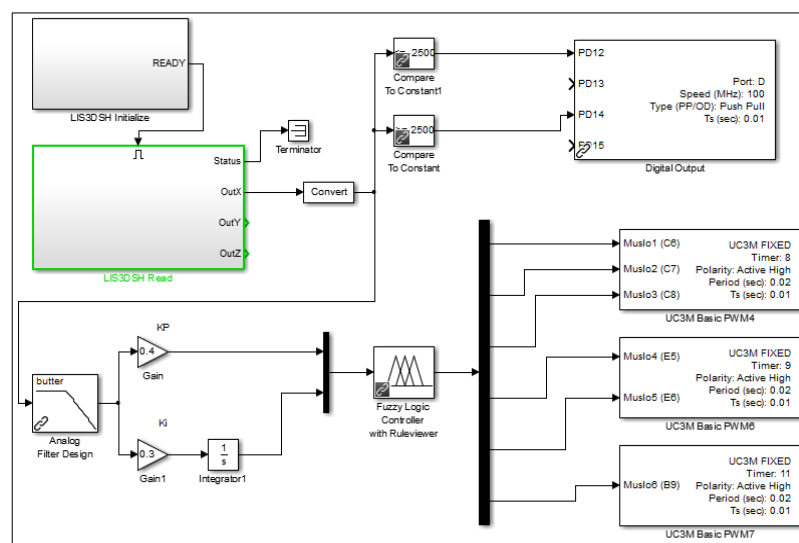 READY
LIS3DSH Initialize
Status
OutX
OutY
OutZ
LIS3DSH Read
Terminator
Convert
2500
Compare
To Constant1
2500
Compare
To Constant
PD12
PD13
PD14
PD15
Port: D
Speed (MHz): 100
Type (PP/OD): Push Pull
Ts (sec): 0.01
Digital Output
butter
Analog
Filter Design
KP
0.4
Gain
Ki
0.3
Gain1
1
s
Integrator1
Fuzzy Logic
Controller
with Ruleviewer
Muslo1 (C6)
Muslo2 (C7)
Muslo3 (C8)
UC3M FIXED
Timer: 8
Polarity: Active High
Period (sec): 0.02
Ts (sec): 0.01
UC3M Basic PWM4
Muslo4 (E5)
Muslo5 (E6)
UC3M FIXED
Timer: 9
Polarity: Active High
Period (sec): 0.02
Ts (sec): 0.01
UC3M Basic PWM6
Muslo6 (B9)
UC3M FIXED
Timer: 11
Polarity: Active High
Period (sec): 0.02
Ts (sec): 0.01
UC3M Basic PWM7